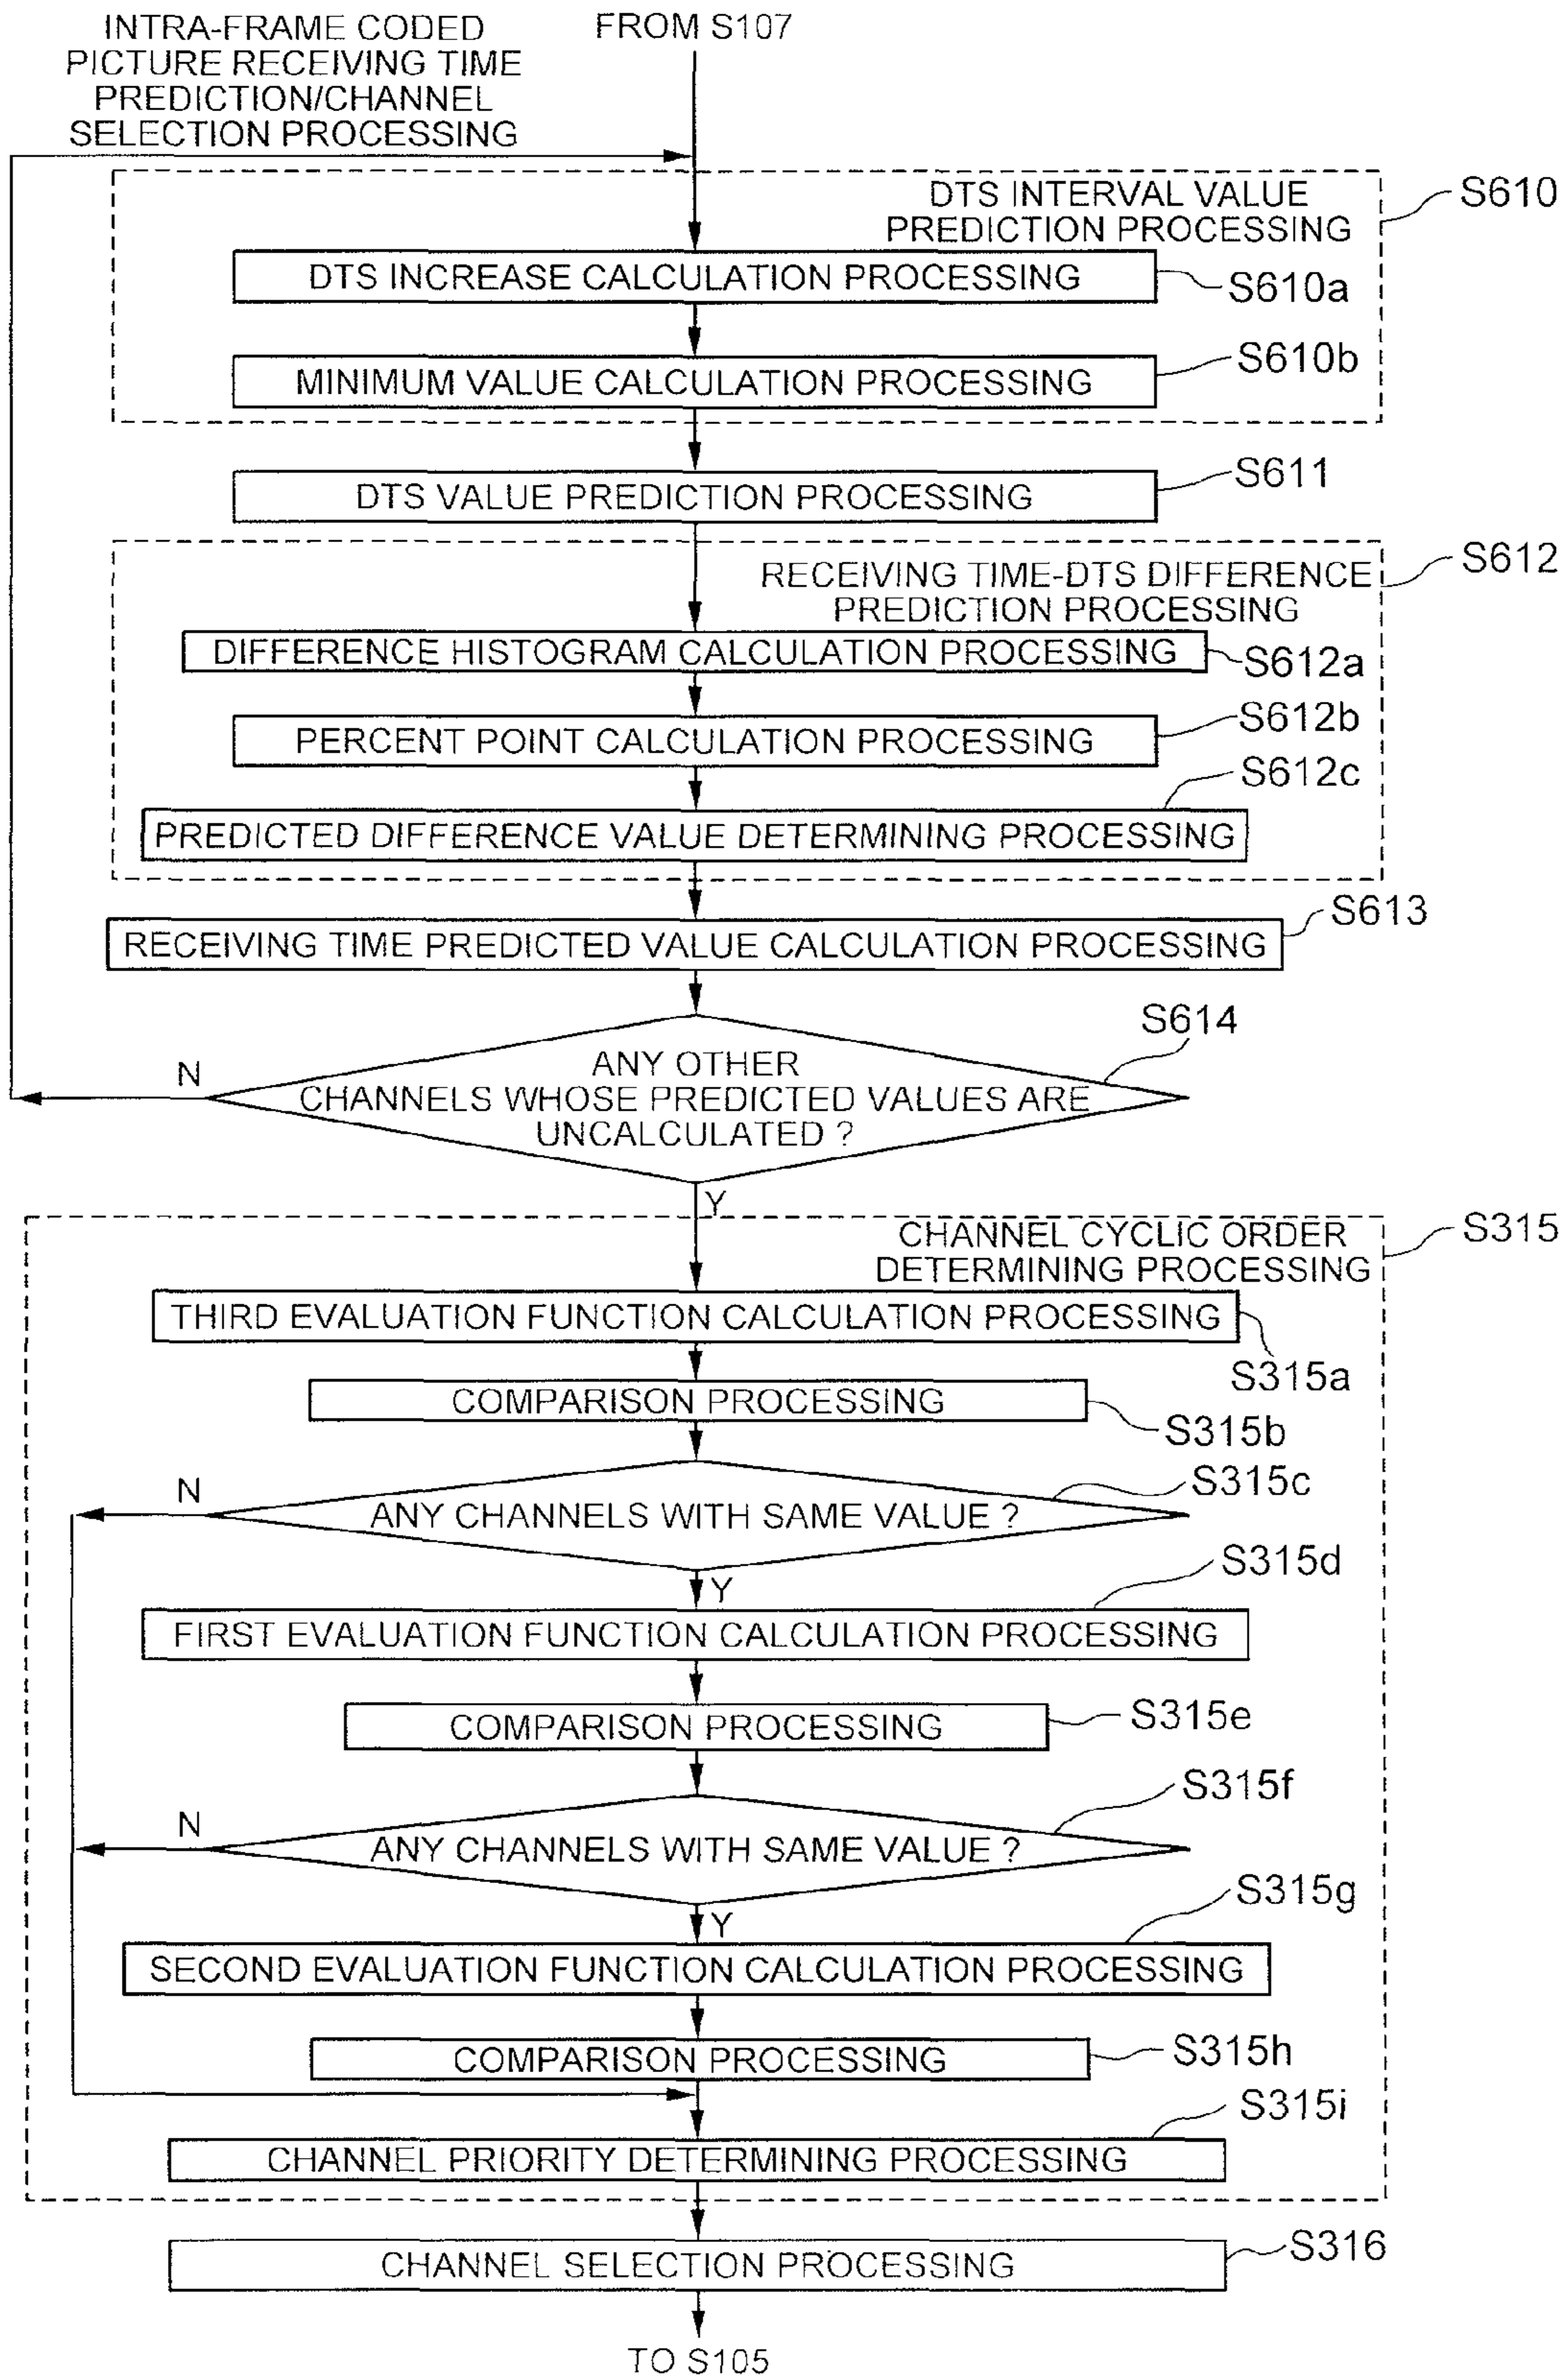 INTRA-FRAME CODED
PICTURE RECEIVING TIME
PREDICTION/CHANNEL
SELECTION PROCESSING
FROM S107
DTS INTERVAL VALUE
PREDICTION PROCESSING
S610
DTS INCREASE CALCULATION PROCESSING
S610a
MINIMUM VALUE CALCULATION PROCESSING
S610b
DTS VALUE PREDICTION PROCESSING
S611
RECEIVING TIME-DTS DIFFERENCE
PREDICTION PROCESSING
S612
DIFFERENCE HISTOGRAM CALCULATION PROCESSING
S612a
PERCENT POINT CALCULATION PROCESSING
S612b
PREDICTED DIFFERENCE VALUE DETERMINING PROCESSING
S612c
RECEIVING TIME PREDICTED VALUE CALCULATION PROCESSING
S613
ANY OTHER
CHANNELS WHOSE PREDICTED VALUES ARE
UNCALCULATED ?
S614
N
Y
CHANNEL CYCLIC ORDER
DETERMINING PROCESSING
S315
THIRD EVALUATION FUNCTION CALCULATION PROCESSING
S315a
COMPARISON PROCESSING
S315b
ANY CHANNELS WITH SAME VALUE ?
S315c
N
Y
FIRST EVALUATION FUNCTION CALCULATION PROCESSING
S315d
COMPARISON PROCESSING
S315e
ANY CHANNELS WITH SAME VALUE ?
S315f
N
Y
SECOND EVALUATION FUNCTION CALCULATION PROCESSING
S315g
COMPARISON PROCESSING
S315h
CHANNEL PRIORITY DETERMINING PROCESSING
S315i
CHANNEL SELECTION PROCESSING
S316
TO S105